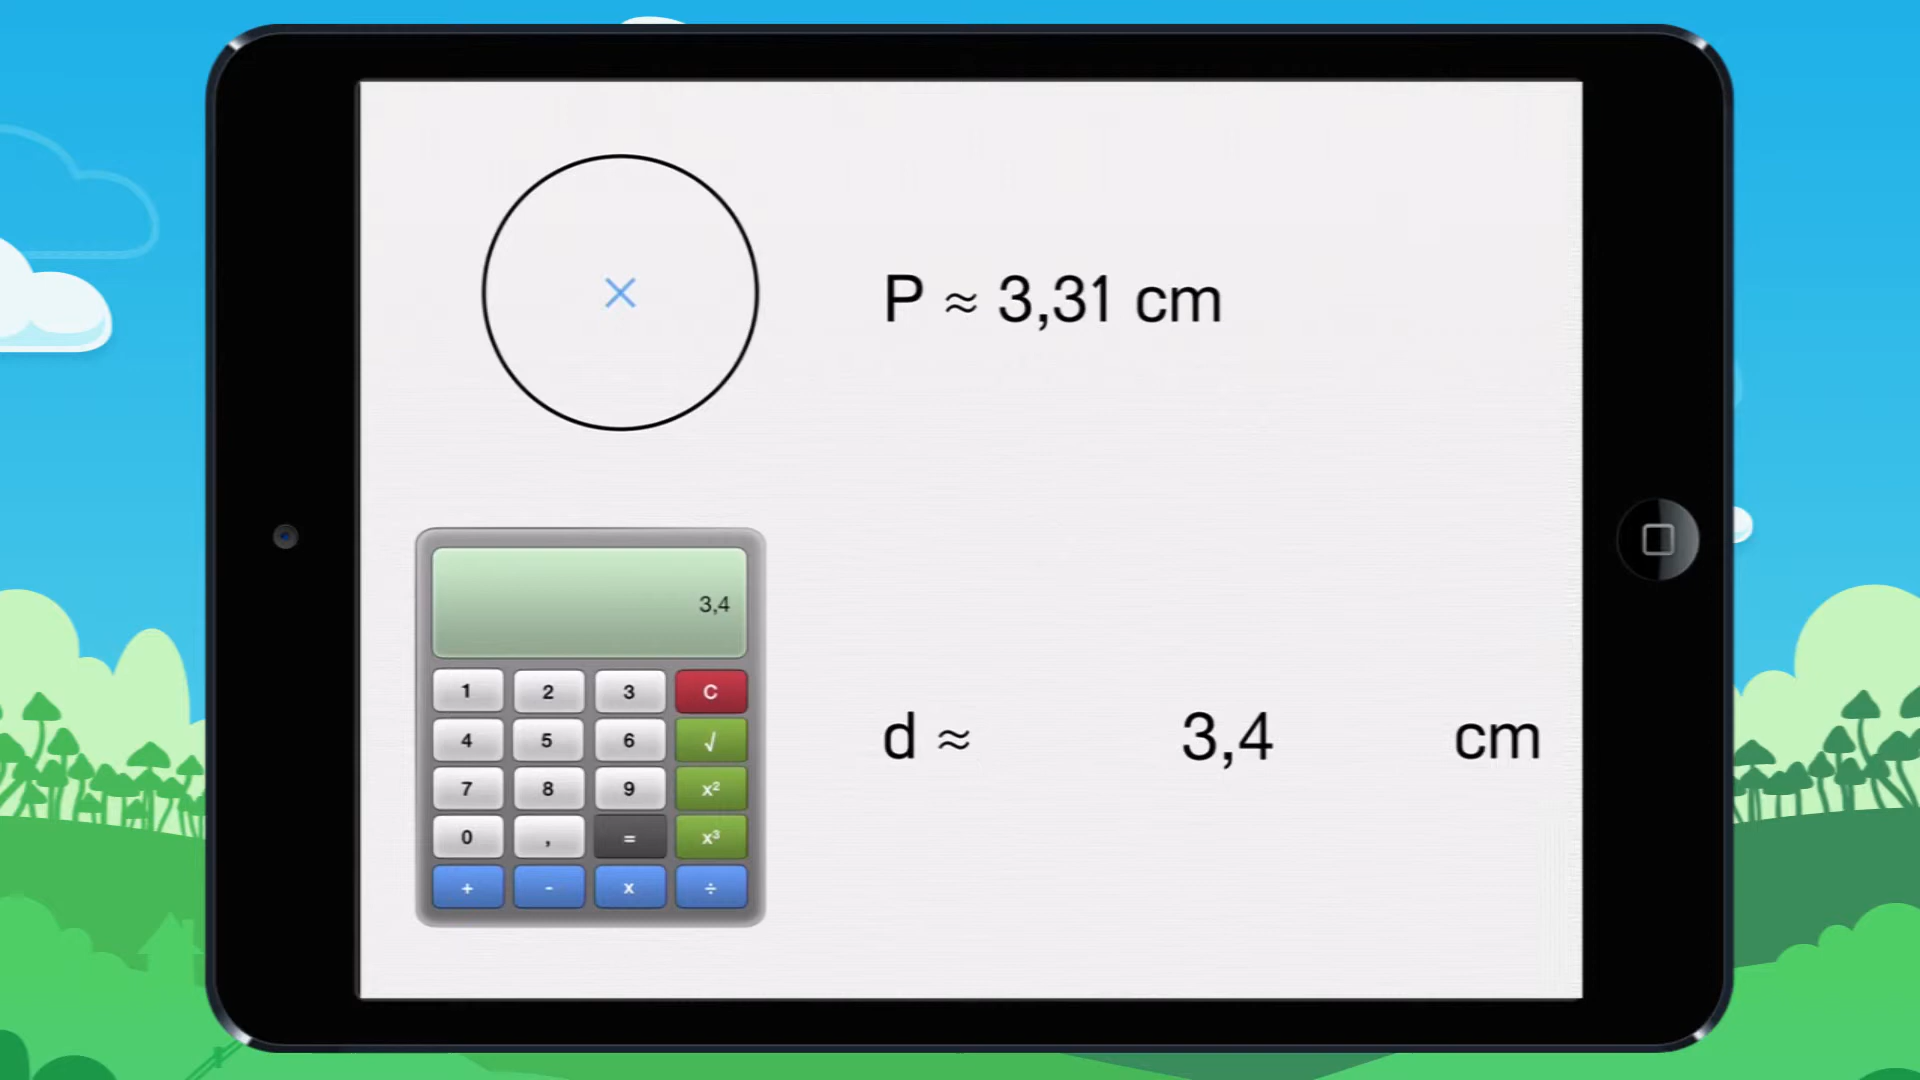 P ≈ 3,31 cm
3,4
1 2 3 C
4 5 6 √
7 8 9 x²
0 , = x³
+ - x ÷
d ≈ 3,4 cm